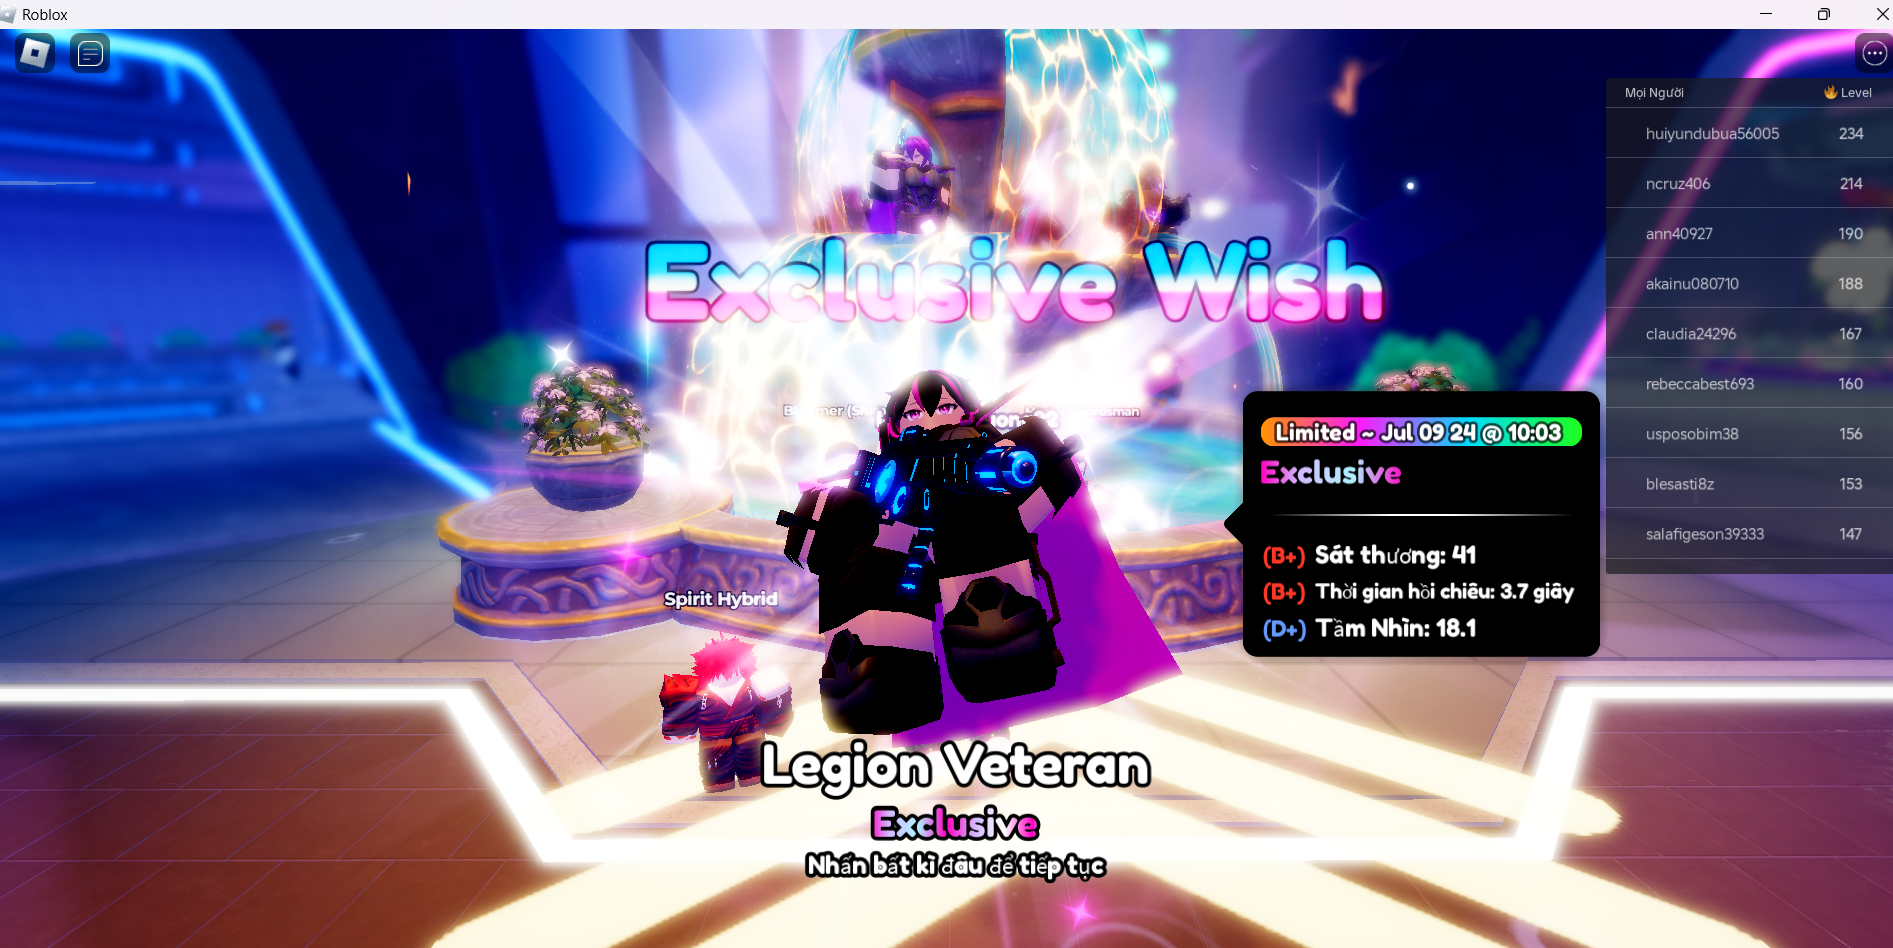 Roblox
Mọi Người
Level
huiyundubua56005 234
ncruz406 214
ann40927 190
akainu080710 188
claudia24296 167
rebeccabest693 160
usposobim38 156
blesasti8z 153
salafigeson39333 147
Exclusive Wish
Limited ~ Jul 09 24 @ 10:03
Exclusive
(B+) Sát thương: 41
(B+) Thời gian hồi chiêu: 3.7 giây
(D+) Tầm Nhìn: 18.1
Spirit Hybrid
Legion Veteran
Exclusive
Nhấn bất kì đâu để tiếp tục